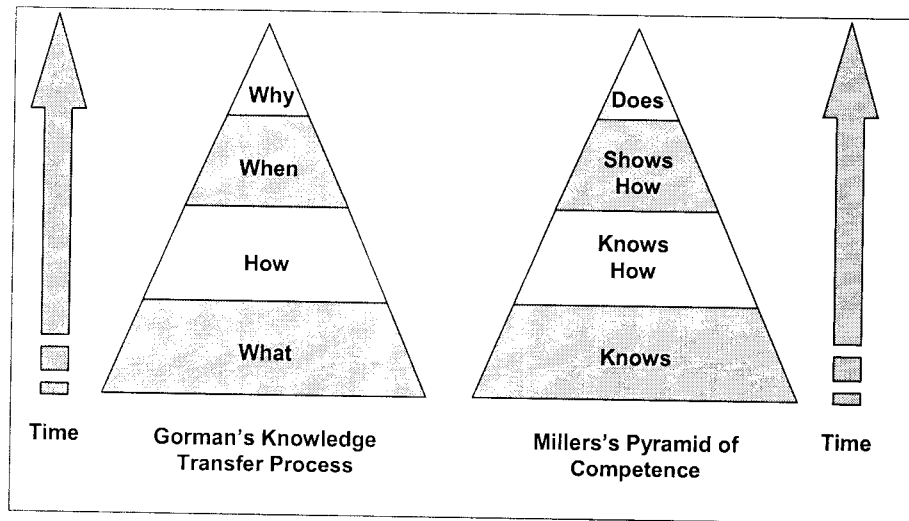 Why
When
How
What
Time
Gorman's Knowledge
Transfer Process
Does
Shows
How
Knows
How
Knows
Millers's Pyramid of
Competence
Time